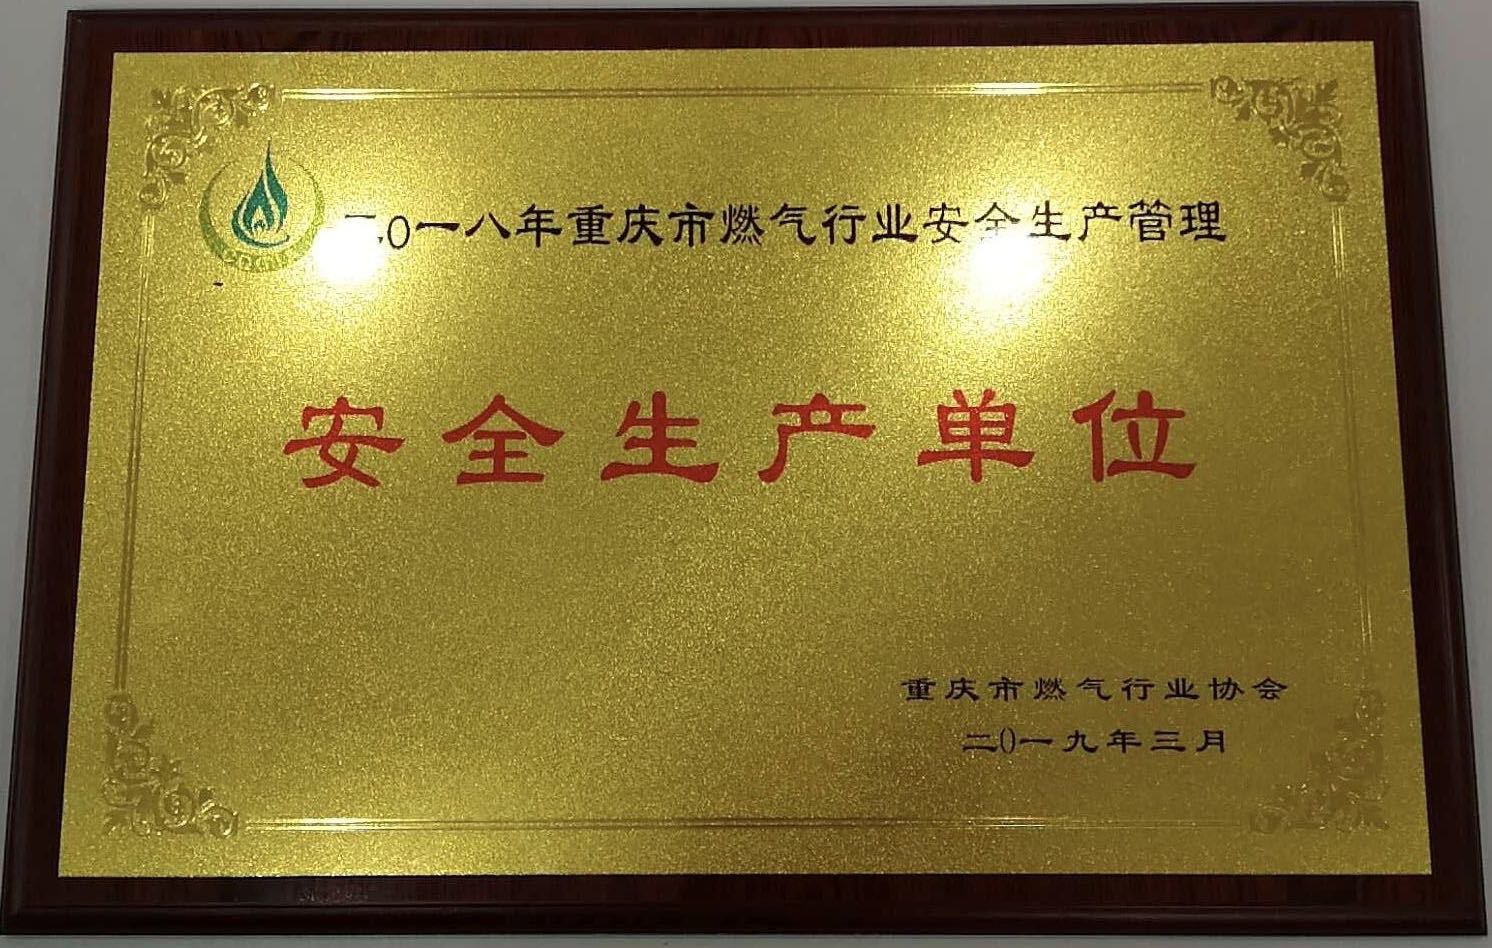 二0一八年重庆市燃气行业安全生产管理
安全生产单位
重庆市燃气行业协会
二0一九年三月